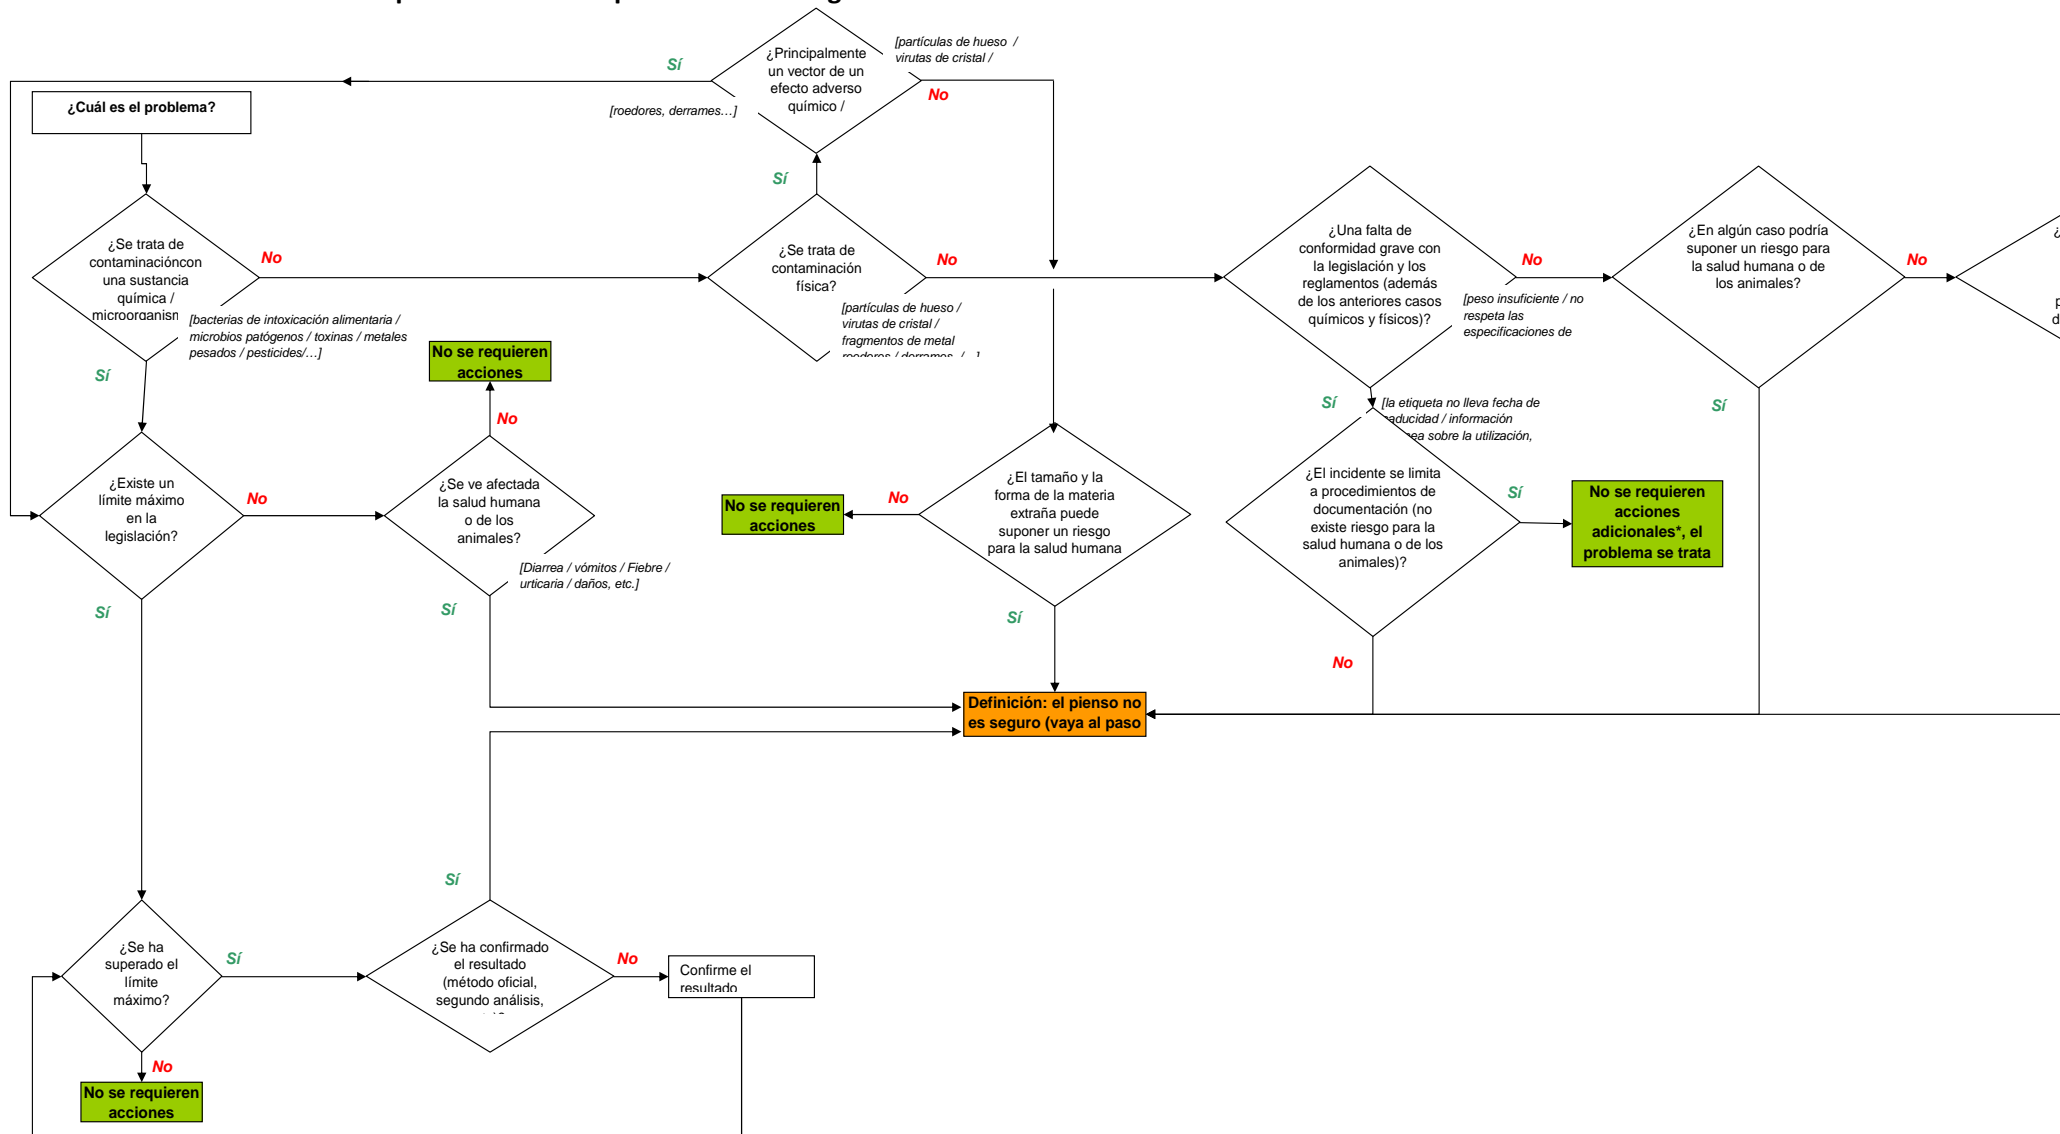 ¿Principalmente
un vector de un
efecto adverso
químico /
[partículas de hueso /
virutas de cristal /
Sí
No
[roedores, derrames…]
¿Cuál es el problema?
Sí
¿Se trata de
contaminacióncon
una sustancia
química /
microorganism
No
[bacterias de intoxicación alimentaria /
microbios patógenos / toxinas / metales
pesados / pesticides/…]
Sí
¿Se trata de
contaminación
física?
No
[partículas de hueso /
virutas de cristal /
fragmentos de metal
roedores / derrames / …]
¿Una falta de
conformidad grave con
la legislación y los
reglamentos (además
de los anteriores casos
químicos y físicos)?
No
[peso insuficiente / no
respeta las
especificaciones de
Sí
¿En algún caso podría
suponer un riesgo para
la salud humana o de
los animales?
No
Sí
¿
p
d
No se requieren
acciones
No
[la etiqueta no lleva fecha de
caducidad / información
sobre la utilización,
¿Existe un
límite máximo
en la
legislación?
No
Sí
¿Se ve afectada
la salud humana
o de los
animales?
[Diarrea / vómitos / Fiebre /
urticaria / daños, etc.]
Sí
No se requieren
acciones
No
¿El tamaño y la
forma de la materia
extraña puede
suponer un riesgo
para la salud humana
Sí
¿El incidente se limita
a procedimientos de
documentación (no
existe riesgo para la
salud humana o de los
animales)?
Sí
No se requieren
acciones
adicionales*, el
problema se trata
No
Definición: el pienso no
es seguro (vaya al paso
Sí
¿Se ha
superado el
límite
máximo?
Sí
¿Se ha confirmado
el resultado
(método oficial,
segundo análisis,
No
Confirme el
resultado
No
No se requieren
acciones